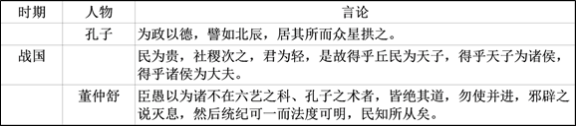 时期 人物 言论
孔子 为政以德，譬如北辰，居其所而众星拱之。
战国 民为贵，社稷次之，君为轻，是故得乎丘民为天子，得乎天子为诸侯，
得乎诸侯为大夫。
董仲舒 臣愚以为诸不在六艺之科、孔子之术者，皆绝其道，勿使并进，邪辟之
说灭息，然后统纪可一而法度可明，民知所从矣。